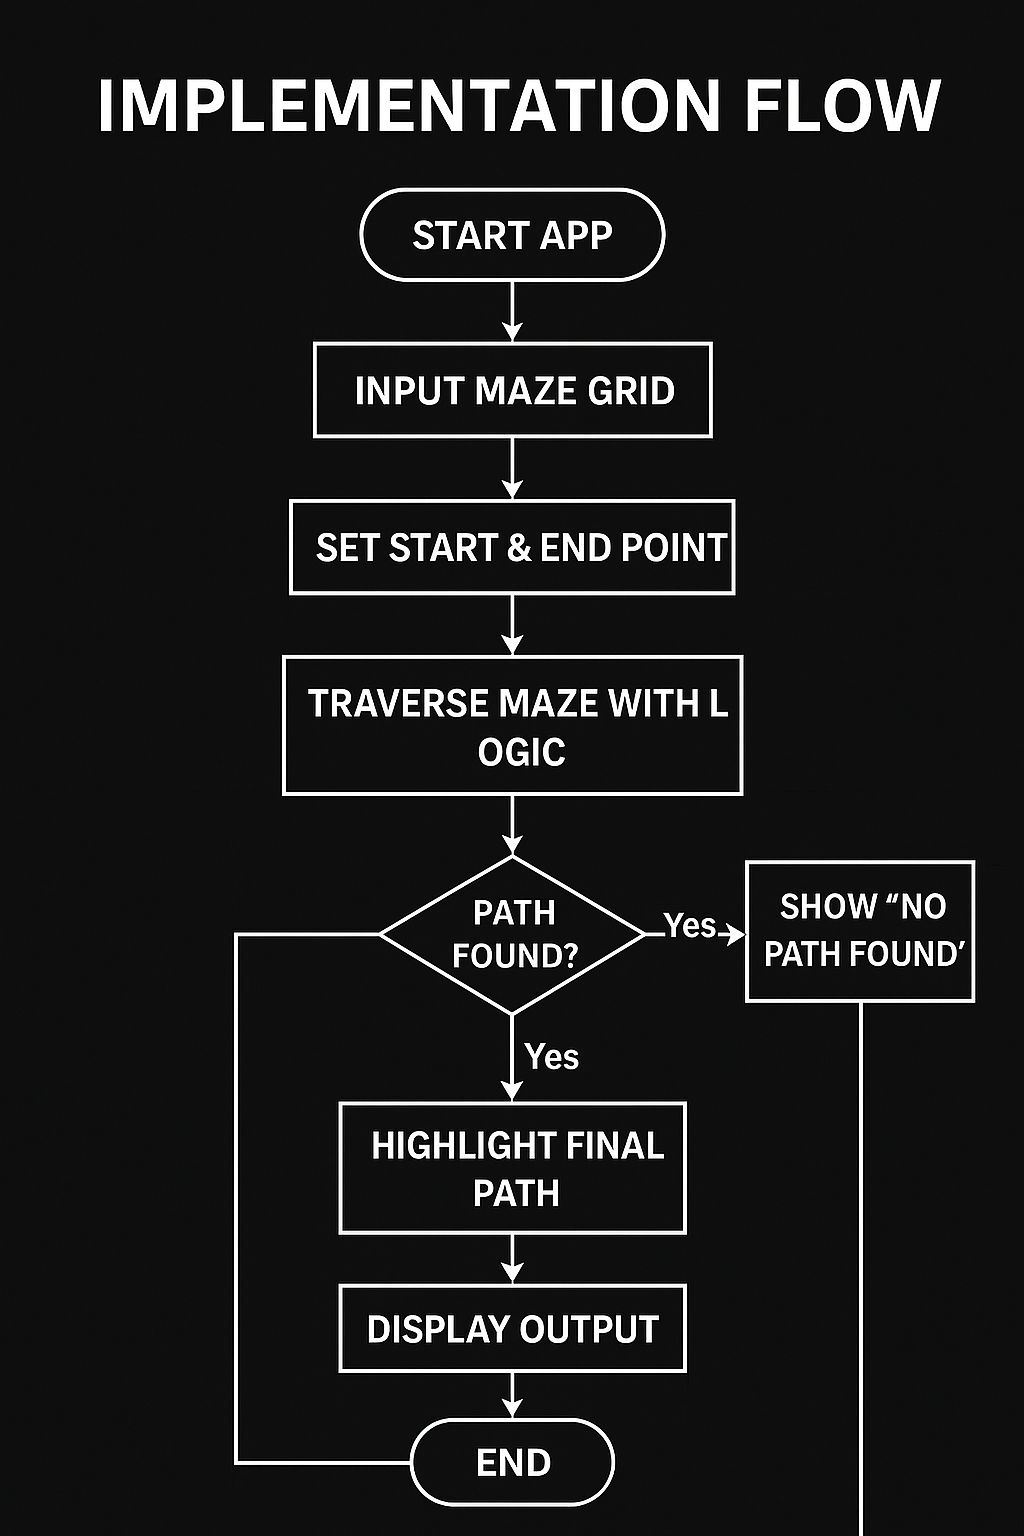 IMPLEMENTATION FLOW
START APP
INPUT MAZE GRID
SET START & END POINT
TRAVERSE MAZE WITH L
OGIC
PATH
FOUND?
Yes
SHOW “NO
PATH FOUND’
Yes
HIGHLIGHT FINAL
PATH
DISPLAY OUTPUT
END